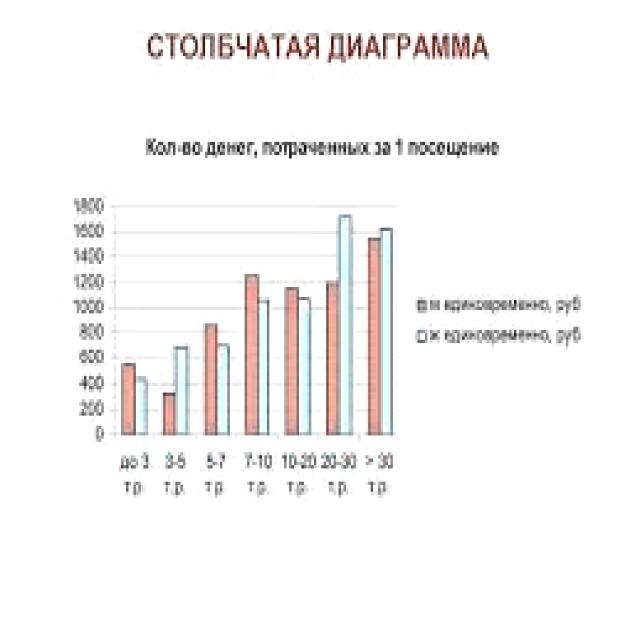 СТОЛБЧАТАЯ ДИАГРАММА
Кол-во денег, потраченных за 1 посещение
1800
1600
1400
1200
1000
800
600
400
200
0
м единовременно, руб
ж единовременно, руб
до 3 3-5 5-7 7-10 10-20 20-30 > 30
т.р. т.р. т.р. т.р. т.р. т.р. т.р.